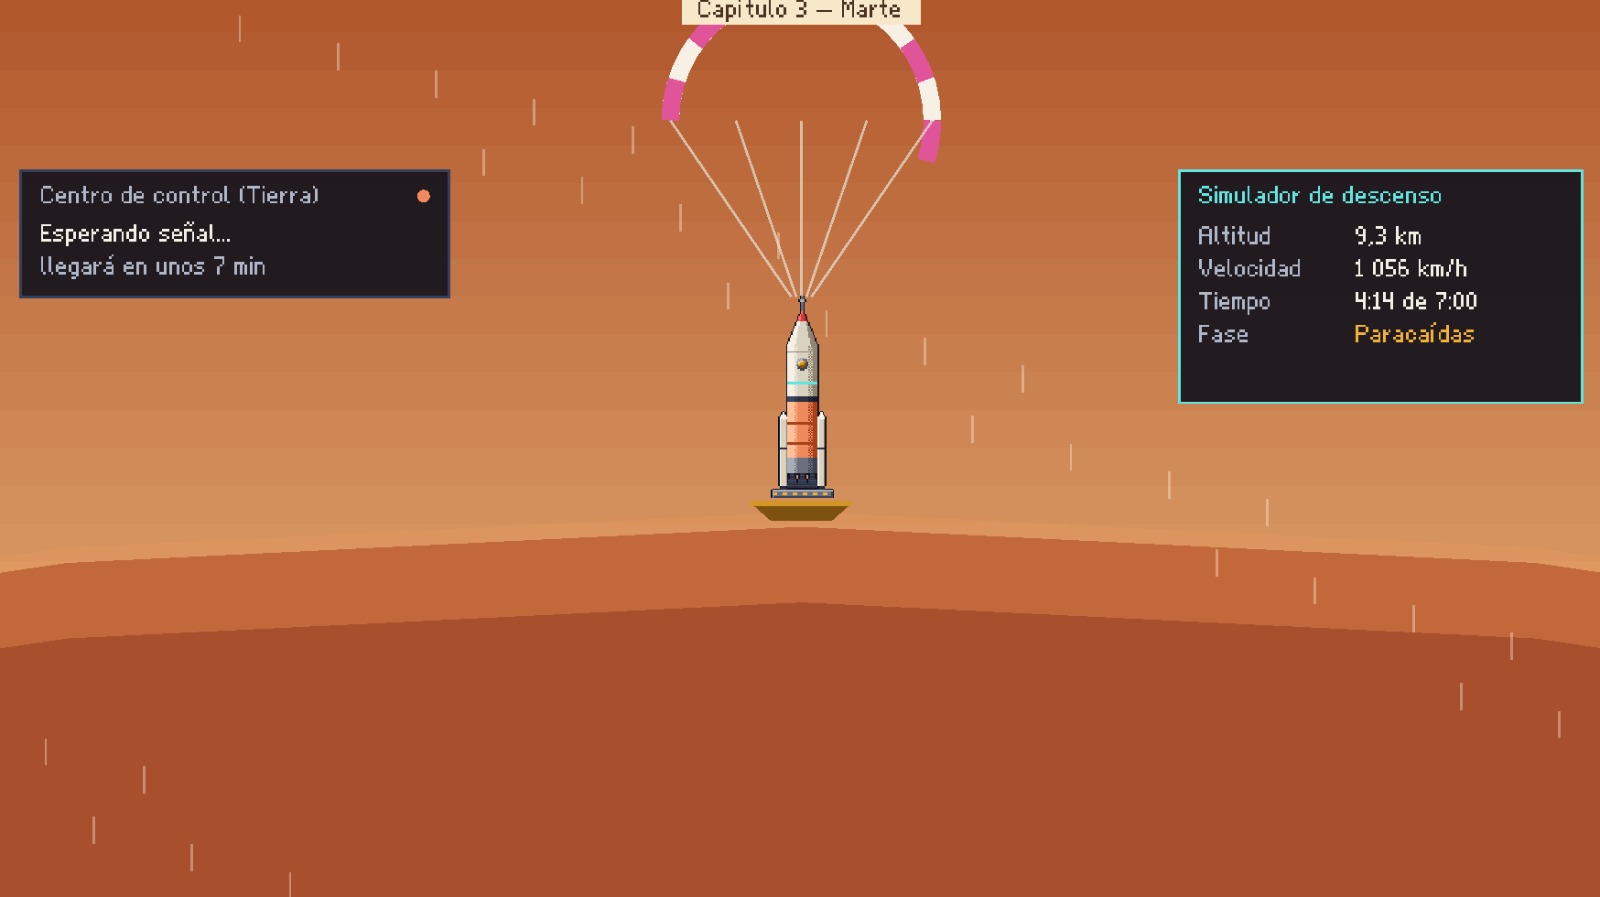 Capítulo 3 — Marte
Centro de control (Tierra)
Esperando señal...
llegará en unos 7 min
Simulador de descenso
Altitud 9,3 km
Velocidad 1 056 km/h
Tiempo 4:14 de 7:00
Fase Paracaídas